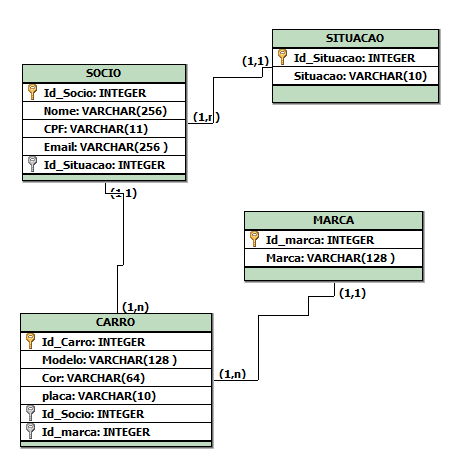 SITUACAO
Id_Situacao: INTEGER
Situacao: VARCHAR(10)
(1,1)
SOCIO
Id_Socio: INTEGER
Nome: VARCHAR(256)
CPF: VARCHAR(11)
Email: VARCHAR(256 )
Id_Situacao: INTEGER
(1,n)
(1,1)
MARCA
Id_marca: INTEGER
Marca: VARCHAR(128 )
(1,1)
(1,n)
CARRO
Id_Carro: INTEGER
Modelo: VARCHAR(128 )
Cor: VARCHAR(64)
placa: VARCHAR(10)
Id_Socio: INTEGER
Id_marca: INTEGER
(1,n)